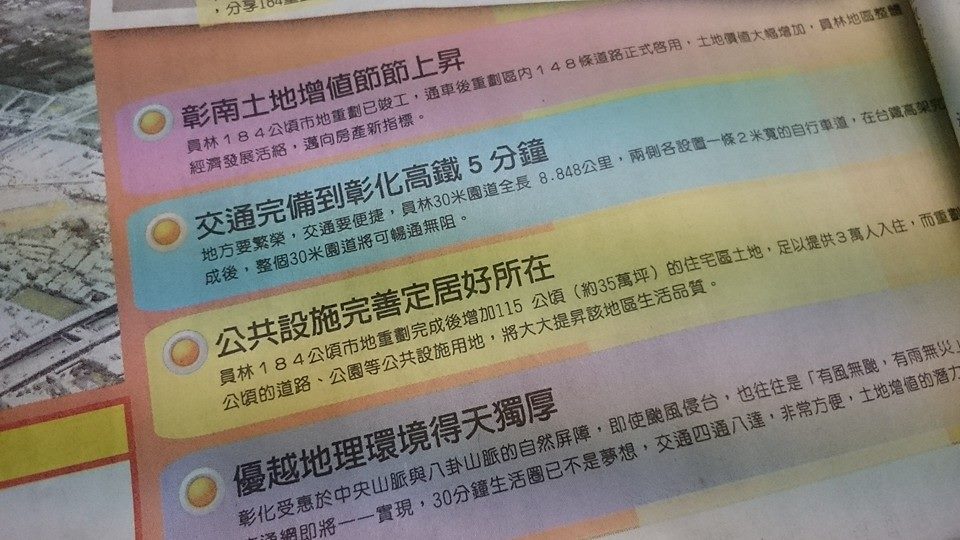 ，分享184重
彰南土地增值節節上昇
員林１８４公頃市地重劃已竣工，通車後重劃區內１４８條道路正式啓用，土地價值大幅增加，員林地區整體
經濟發展活絡，邁向房產新指標。
交通完備到彰化高鐵5分鐘
地方要繁榮，交通要便捷，員林30米園道全長 8.848公里，兩側各設置一條２米寬的自行車道，在台鐵高架完
成後，整個30米園道將可暢通無阻。
公共設施完善定居好所在
員林１８４公頃市地重劃完成後增加115 公頃（約35萬坪）的住宅區土地，足以提供３萬人入住，而重劃
公頃的道路、公園等公共設施用地，將大大提昇該地區生活品質。
優越地理環境得天獨厚
彰化受惠於中央山脈與八卦山脈的自然屏障，即使颱風侵台，也往往是「有風無颱，有雨無災」
通網即將一一實現，30分鐘生活圈已不是夢想，交通四通八達，非常方便，土地增值的潛力